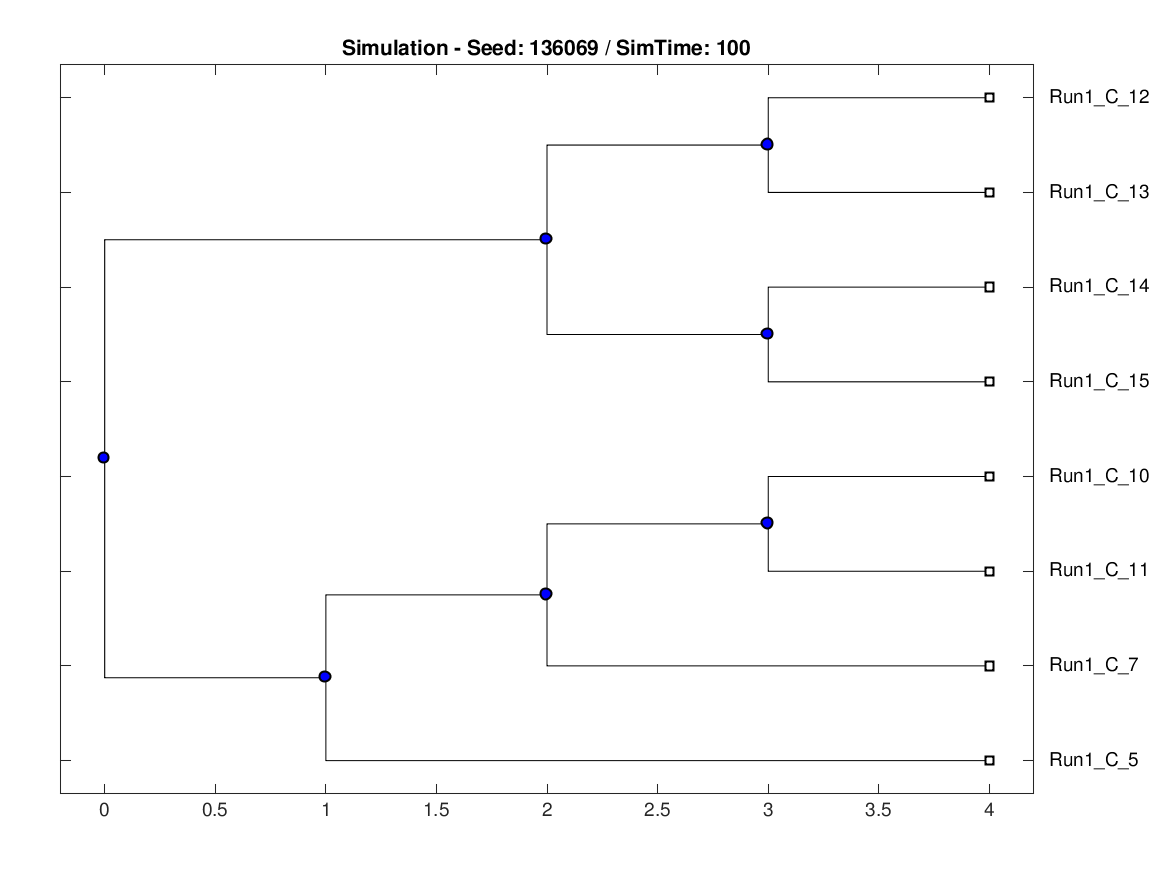 Simulation - Seed: 136069 / SimTime: 100
Run1_C_12
Run1_C_13
Run1_C_14
Run1_C_15
Run1_C_10
Run1_C_11
Run1_C_7
Run1_C_5
0 0.5 1 1.5 2 2.5 3 3.5 4